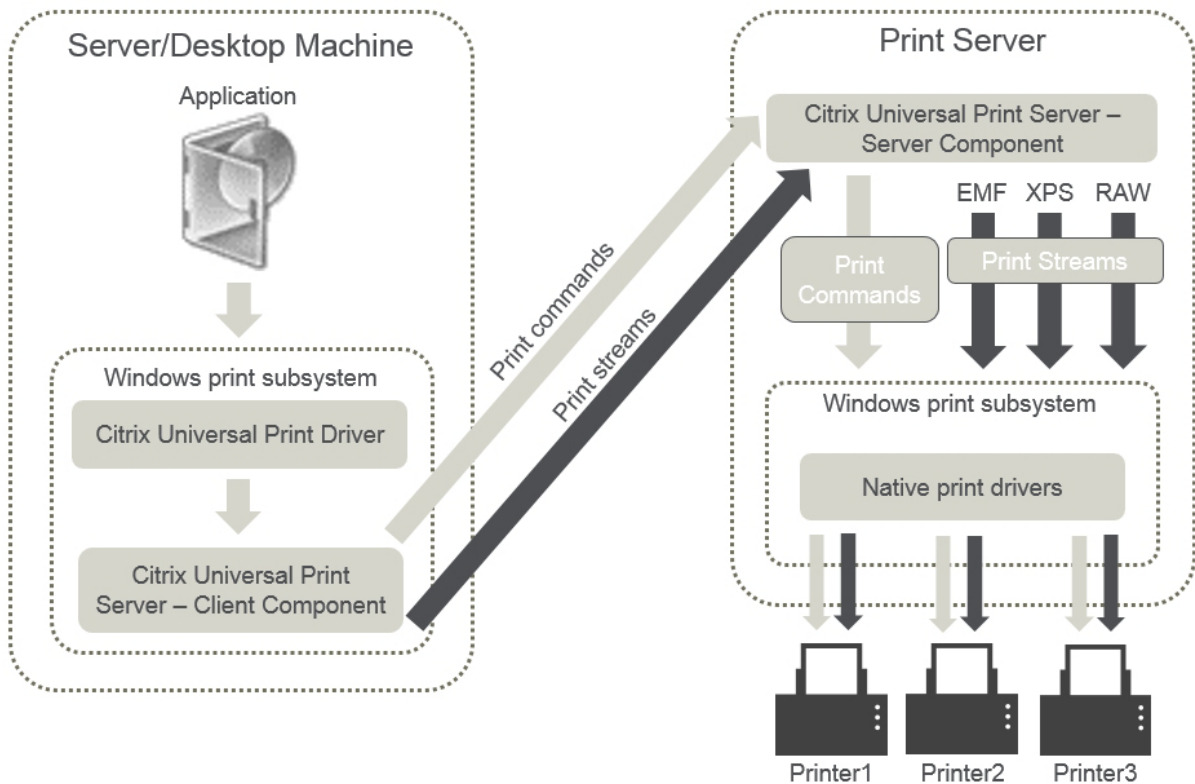 Server/Desktop Machine
Application
Windows print subsystem
Citrix Universal Print Driver
Citrix Universal Print
Server – Client Component
Print commands
Print streams
Print Server
Citrix Universal Print Server –
Server Component
EMF XPS RAW
Print
Commands
Print Streams
Windows print subsystem
Native print drivers
Printer1 Printer2 Printer3